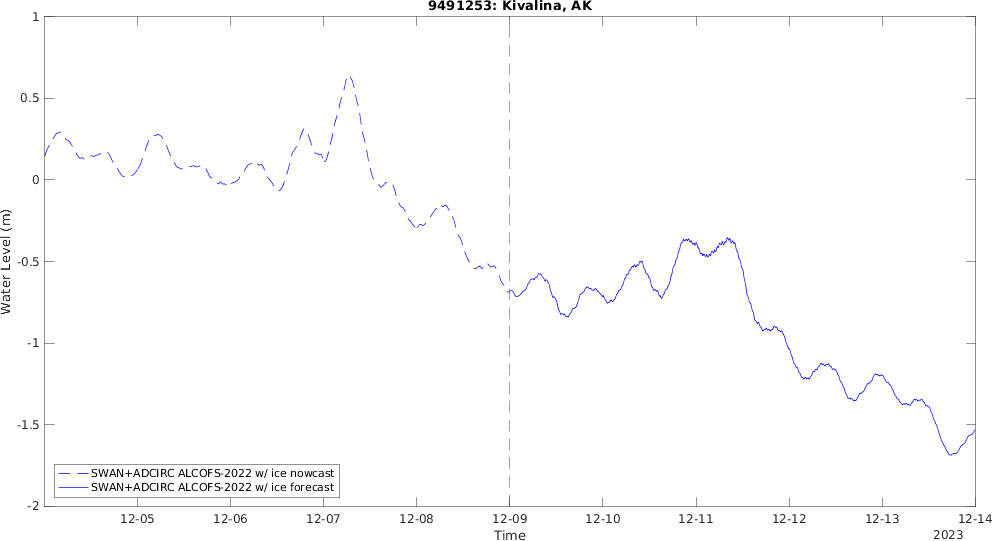 9491253: Kivalina, AK
1
0.5
0
-0.5
-1
-1.5
-2
Water Level (m)
SWAN+ADCIRC ALCOFS-2022 w/ ice nowcast
SWAN+ADCIRC ALCOFS-2022 w/ ice forecast
12-05 12-06 12-07 12-08 12-09 12-10 12-11 12-12 12-13 12-14
Time
2023